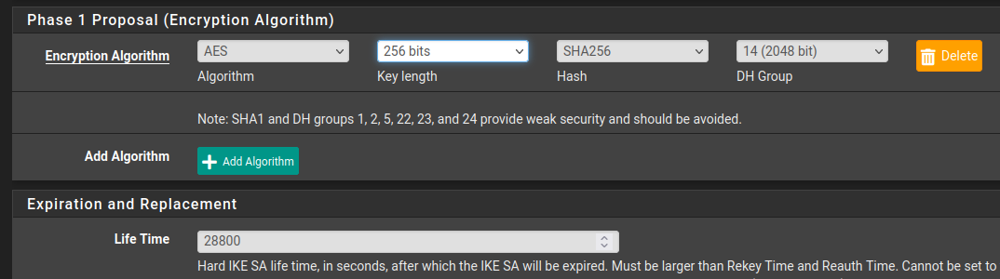 Phase 1 Proposal (Encryption Algorithm)
Encryption Algorithm AES 256 bits SHA256 14 (2048 bit) Delete
Algorithm Key length Hash DH Group
Note: SHA1 and DH groups 1, 2, 5, 22, 23, and 24 provide weak security and should be avoided.
Add Algorithm Add Algorithm
Expiration and Replacement
Life Time 28800
Hard IKE SA life time, in seconds, after which the IKE SA will be expired. Must be larger than Rekey Time and Reauth Time. Cannot be set to